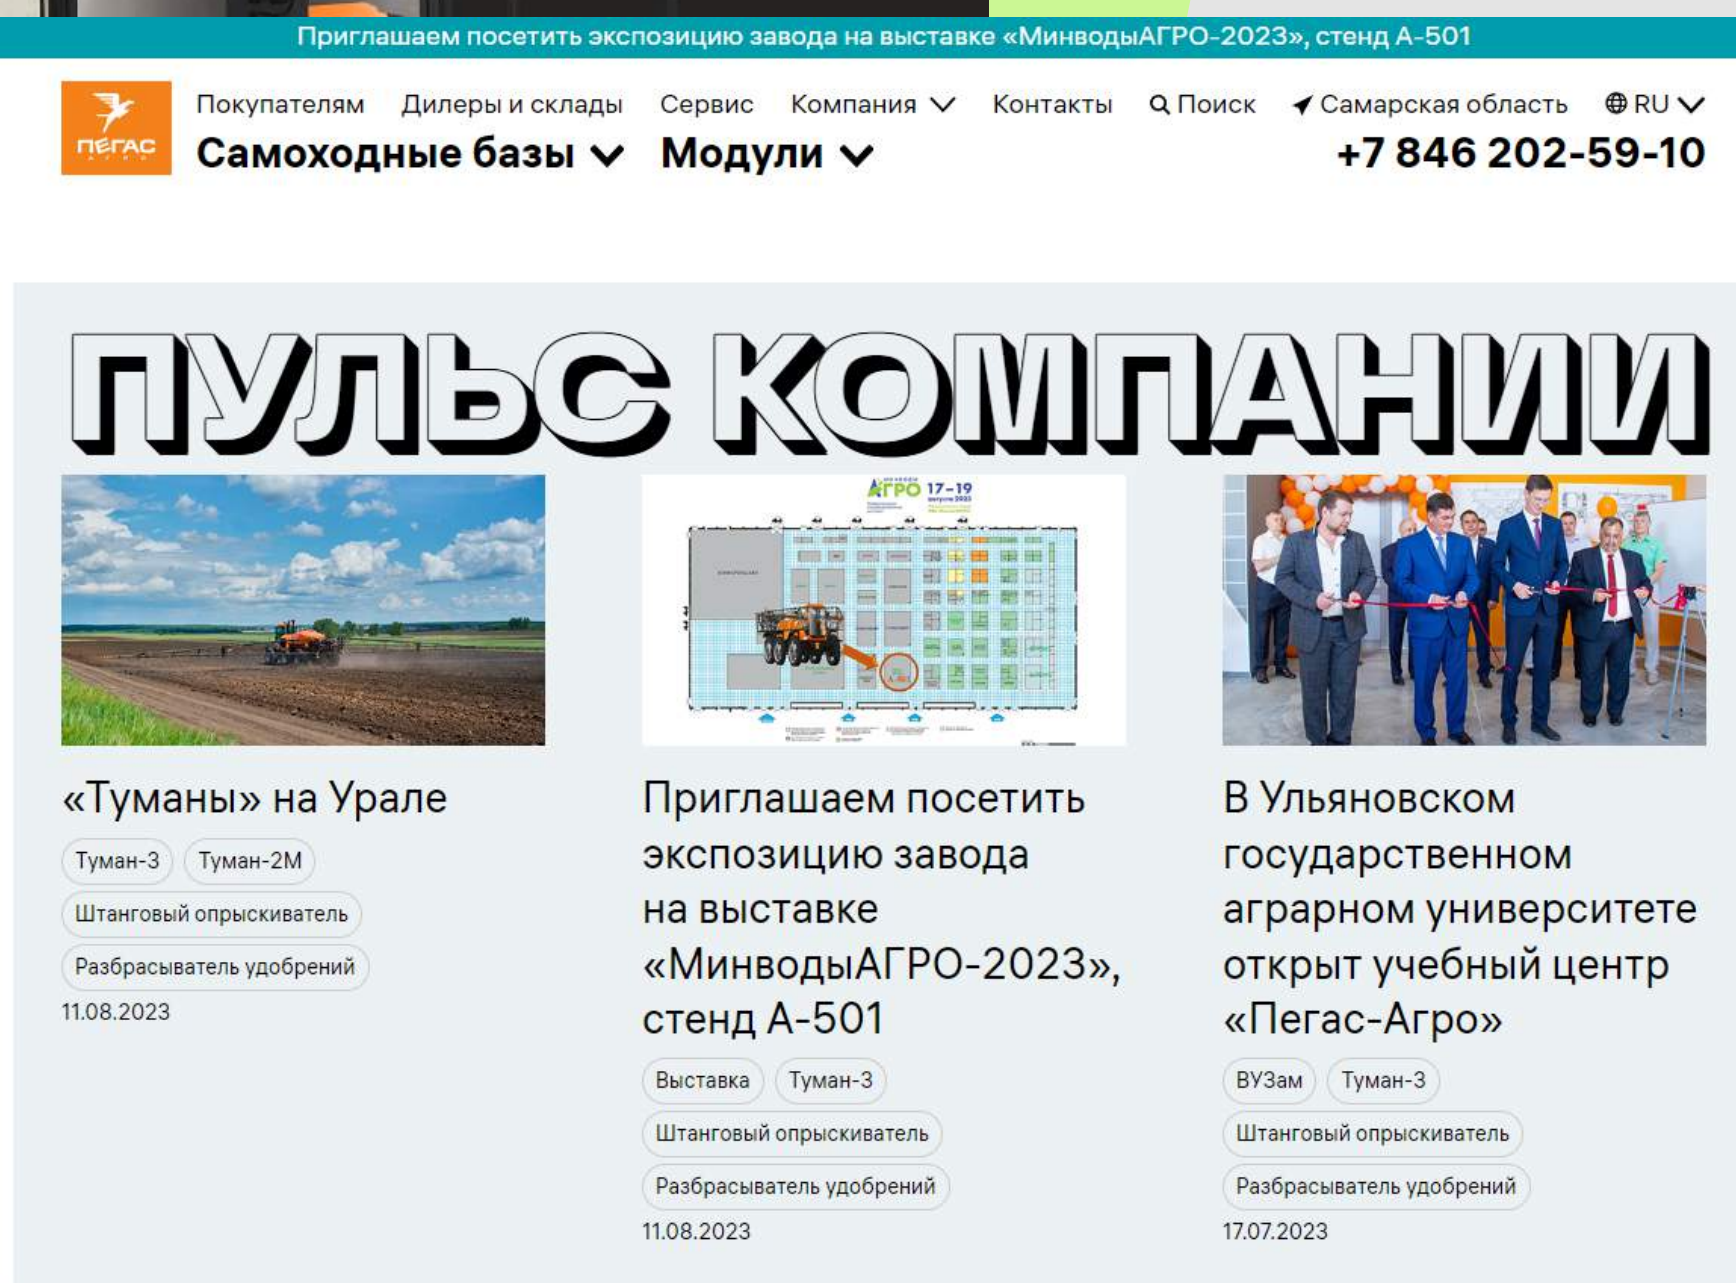 Приглашаем посетить экспозицию завода на выставке «МинводыАГРО-2023», стенд А-501
ПЕГАС
АГРО
Покупателям Дилеры и склады Сервис Компания Контакты Поиск Самарская область RU
Самоходные базы Модули +7 846 202-59-10
ПУЛЬС КОМПАНИИ
АГРО 17-19
А-501
«Туманы» на Урале
Туман-3 Туман-2М
Штанговый опрыскиватель
Разбрасыватель удобрений
11.08.2023
Приглашаем посетить
экспозицию завода
на выставке
«МинводыАГРО-2023»,
стенд А-501
Выставка Туман-3
Штанговый опрыскиватель
Разбрасыватель удобрений
11.08.2023
В Ульяновском
государственном
аграрном университете
открыт учебный центр
«Пегас-Агро»
ВУЗам Туман-3
Штанговый опрыскиватель
Разбрасыватель удобрений
17.07.2023